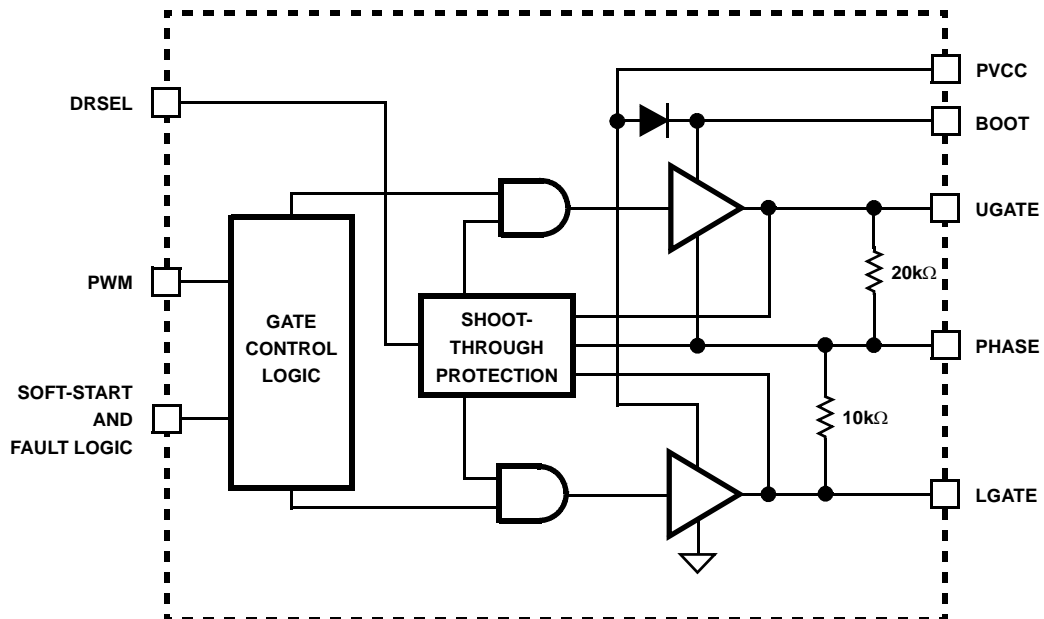 PVCC
DRSEL
BOOT
UGATE
PWM
20kΩ
GATE
CONTROL
LOGIC
SHOOT-
THROUGH
PROTECTION
PHASE
SOFT-START
AND
FAULT LOGIC
10kΩ
LGATE